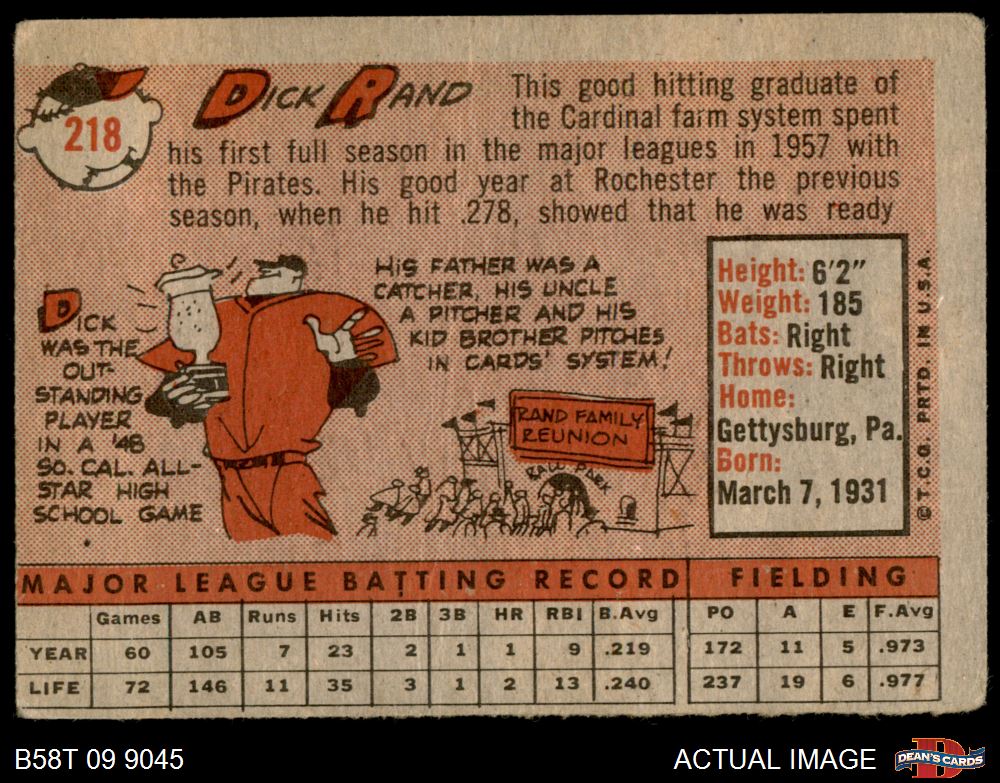 218
DICK RAND
This good hitting graduate of
the Cardinal farm system spent
his first full season in the major leagues in 1957 with
the Pirates. His good year at Rochester the previous
season, when he hit .278, showed that he was ready
DICK
WAS THE
OUT-
STANDING
PLAYER
IN A '48
SO. CAL. ALL-
STAR HIGH
SCHOOL GAME
HIS FATHER WAS A
CATCHER, HIS UNCLE
A PITCHER AND HIS
KID BROTHER PITCHES
IN CARDS' SYSTEM!
RAND FAMILY
REUNION
BALL PARK
Height: 6'2"
Weight: 185
Bats: Right
Throws: Right
Home:
Gettysburg, Pa.
Born:
March 7, 1931
© T.C.G. PRTD. IN U.S.A.
MAJOR LEAGUE BATTING RECORD FIELDING
Games AB Runs Hits 2B 3B HR RBI B.Avg PO A E F.Avg
YEAR 60 105 7 23 2 1 1 9 .219 172 11 5 .973
LIFE 72 146 11 35 3 1 2 13 .240 237 19 6 .977
B58T 09 9045
ACTUAL IMAGE
D
DEAN'S CARDS